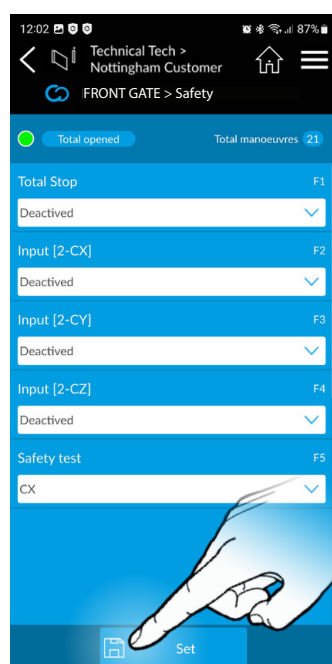 12:02 87%
Technical Tech >
Nottingham Customer
FRONT GATE > Safety
Total opened Total manoeuvres 21
Total Stop F1
Deactived
Input [2-CX] F2
Deactived
Input [2-CY] F3
Deactived
Input [2-CZ] F4
Deactived
Safety test F5
CX
Set